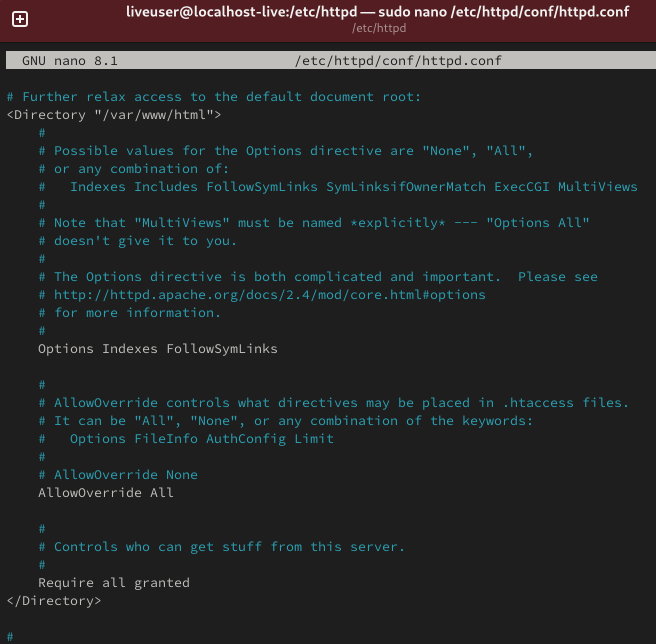 liveuser@localhost-live:/etc/httpd — sudo nano /etc/httpd/conf/httpd.conf
/etc/httpd
GNU nano 8.1                      /etc/httpd/conf/httpd.conf
# Further relax access to the default document root:
<Directory "/var/www/html">
    #
    # Possible values for the Options directive are "None", "All",
    # or any combination of:
    #   Indexes Includes FollowSymLinks SymLinksifOwnerMatch ExecCGI MultiViews
    #
    # Note that "MultiViews" must be named *explicitly* --- "Options All"
    # doesn't give it to you.
    #
    # The Options directive is both complicated and important.  Please see
    # http://httpd.apache.org/docs/2.4/mod/core.html#options
    # for more information.
    #
    Options Indexes FollowSymLinks
    #
    # AllowOverride controls what directives may be placed in .htaccess files.
    # It can be "All", "None", or any combination of the keywords:
    #   Options FileInfo AuthConfig Limit
    #
    # AllowOverride None
    AllowOverride All
    #
    # Controls who can get stuff from this server.
    #
    Require all granted
</Directory>
#